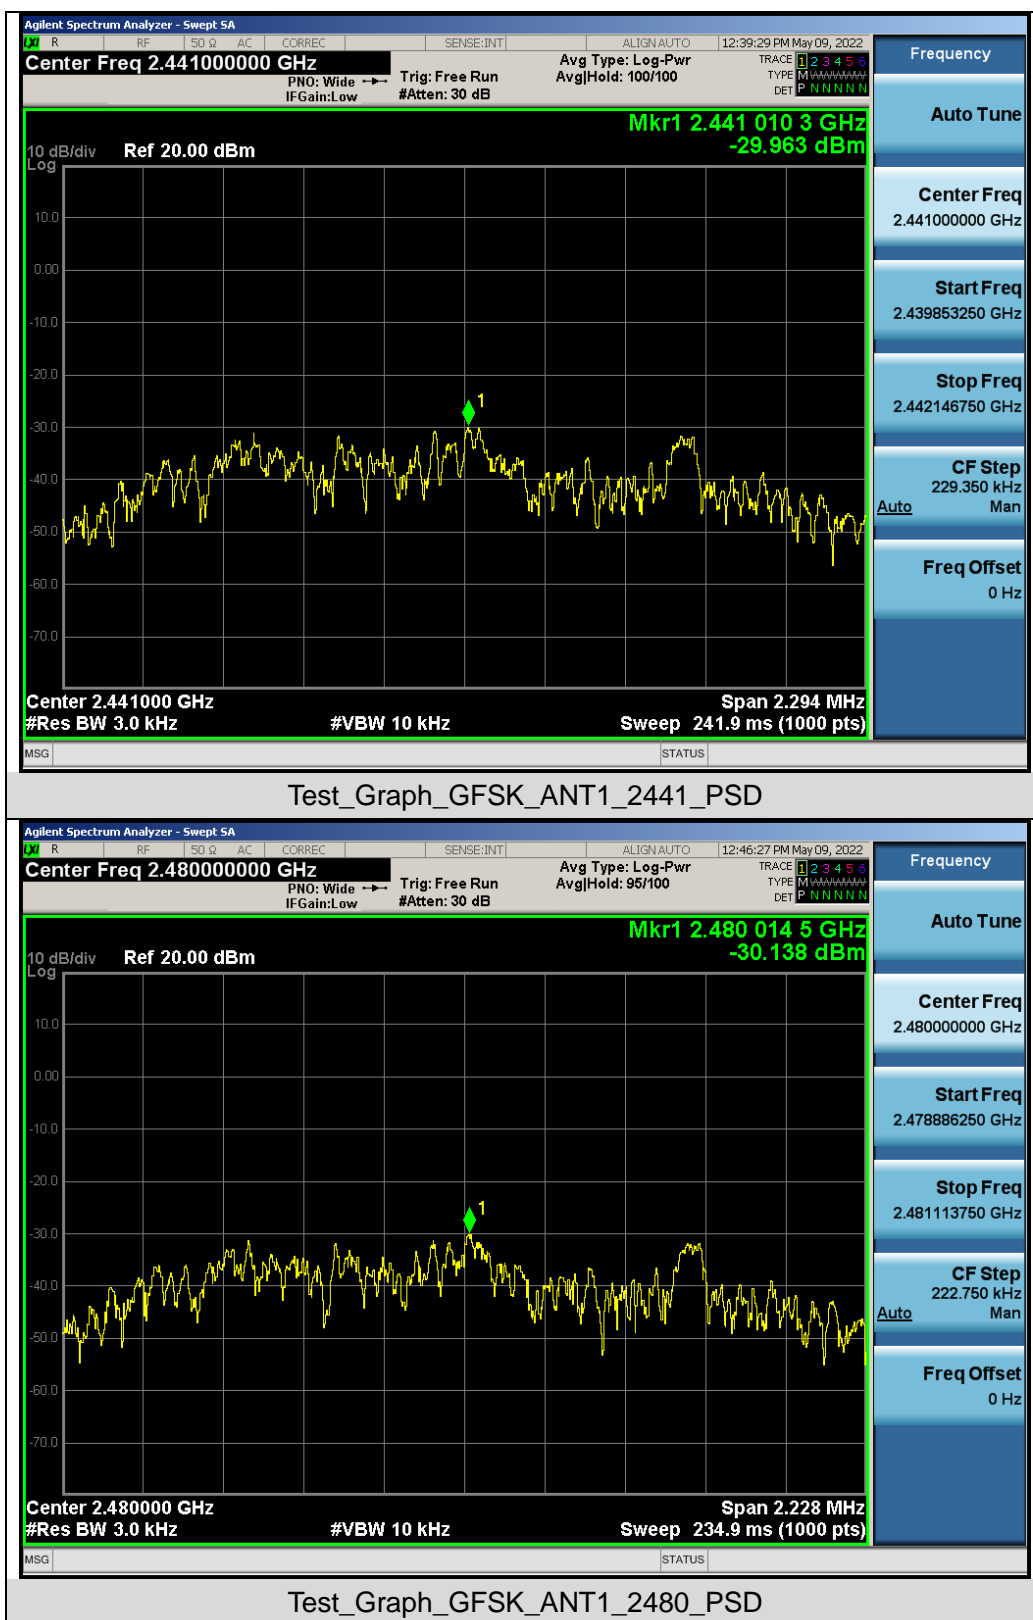 Agilent Spectrum Analyzer - Swept SA
LXI R RF 50 Ω AC CORREC SENSE:INT ALIGN AUTO 12:39:29 PM May 09, 2022
Center Freq 2.441000000 GHz
PNO: Wide
IFGain:Low
Trig: Free Run
#Atten: 30 dB
Avg Type: Log-Pwr
Avg|Hold: 100/100
TRACE 1 2 3 4 5 6
TYPE M WWWWW
DET P N N N N N
Mkr1 2.441 010 3 GHz
-29.963 dBm
10 dB/div Ref 20.00 dBm
Log
10.0
0.00
-10.0
-20.0
-30.0
-40.0
-50.0
-60.0
-70.0
1
Center 2.441000 GHz Span 2.294 MHz
#Res BW 3.0 kHz #VBW 10 kHz Sweep 241.9 ms (1000 pts)
MSG STATUS
Frequency
Auto Tune
Center Freq
2.441000000 GHz
Start Freq
2.439853250 GHz
Stop Freq
2.442146750 GHz
CF Step
229.350 kHz
Auto Man
Freq Offset
0 Hz
Test_Graph_GFSK_ANT1_2441_PSD
Agilent Spectrum Analyzer - Swept SA
LXI R RF 50 Ω AC CORREC SENSE:INT ALIGN AUTO 12:46:27 PM May 09, 2022
Center Freq 2.480000000 GHz
PNO: Wide
IFGain:Low
Trig: Free Run
#Atten: 30 dB
Avg Type: Log-Pwr
Avg|Hold: 95/100
TRACE 1 2 3 4 5 6
TYPE M WWWWW
DET P N N N N N
Mkr1 2.480 014 5 GHz
-30.138 dBm
10 dB/div Ref 20.00 dBm
Log
10.0
0.00
-10.0
-20.0
-30.0
-40.0
-50.0
-60.0
-70.0
1
Center 2.480000 GHz Span 2.228 MHz
#Res BW 3.0 kHz #VBW 10 kHz Sweep 234.9 ms (1000 pts)
MSG STATUS
Frequency
Auto Tune
Center Freq
2.480000000 GHz
Start Freq
2.478886250 GHz
Stop Freq
2.481113750 GHz
CF Step
222.750 kHz
Auto Man
Freq Offset
0 Hz
Test_Graph_GFSK_ANT1_2480_PSD